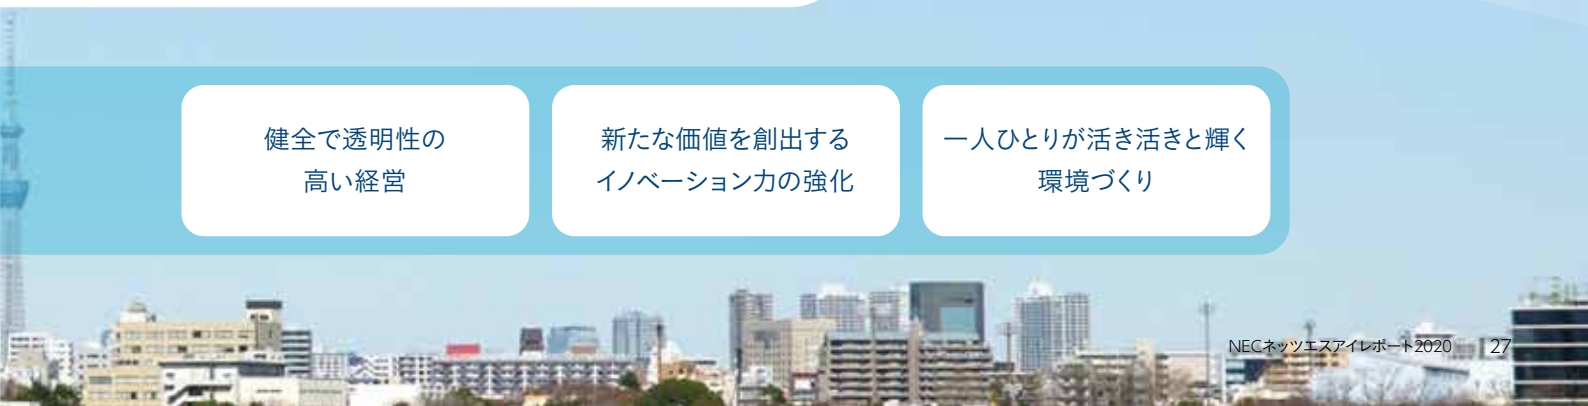 健全で透明性の
高い経営
新たな価値を創出する
イノベーション力の強化
一人ひとりが活き活きと輝く
環境づくり
NECネッツエスアイレポート2020 27